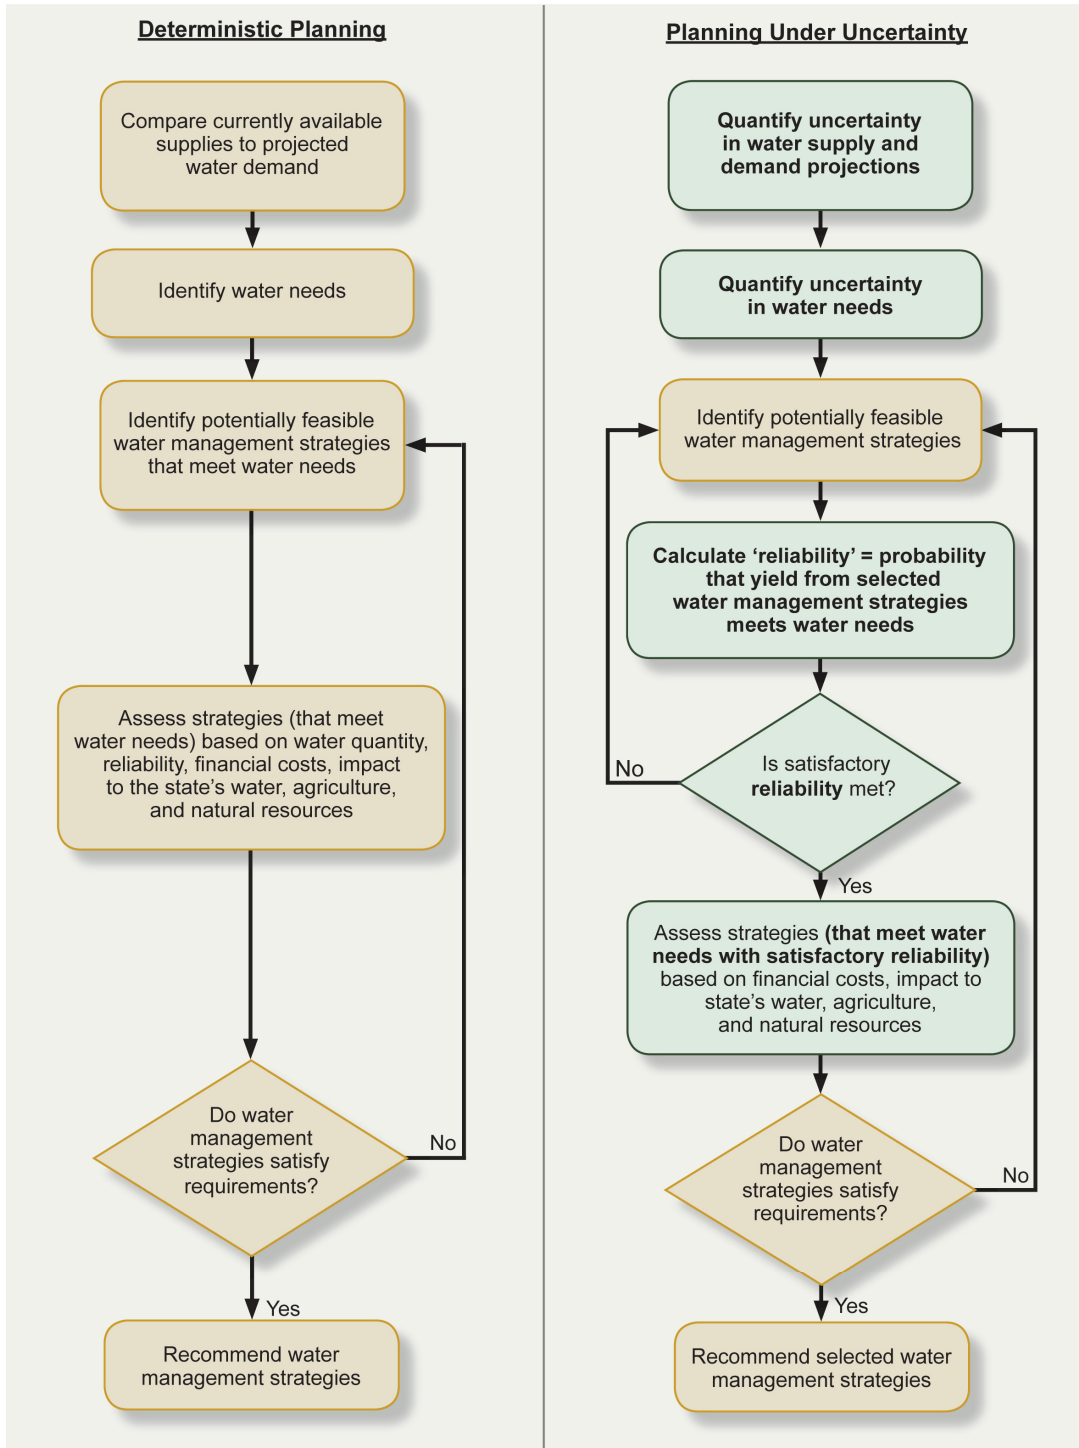 Deterministic Planning
Compare currently available
supplies to projected
water demand
Identify water needs
Identify potentially feasible
water management strategies
that meet water needs
Assess strategies (that meet
water needs) based on water quantity,
reliability, financial costs, impact
to the state's water, agriculture,
and natural resources
Do water
management
strategies satisfy
requirements?
No
Yes
Recommend water
management strategies
Planning Under Uncertainty
Quantify uncertainty
in water supply and
demand projections
Quantify uncertainty
in water needs
Identify potentially feasible
water management strategies
Calculate ‘reliability’ = probability
that yield from selected
water management strategies
meets water needs
Is satisfactory
reliability met?
No
Yes
Assess strategies (that meet water
needs with satisfactory reliability)
based on financial costs, impact to
state’s water, agriculture,
and natural resources
Do water
management
strategies satisfy
requirements?
No
Yes
Recommend selected water
management strategies